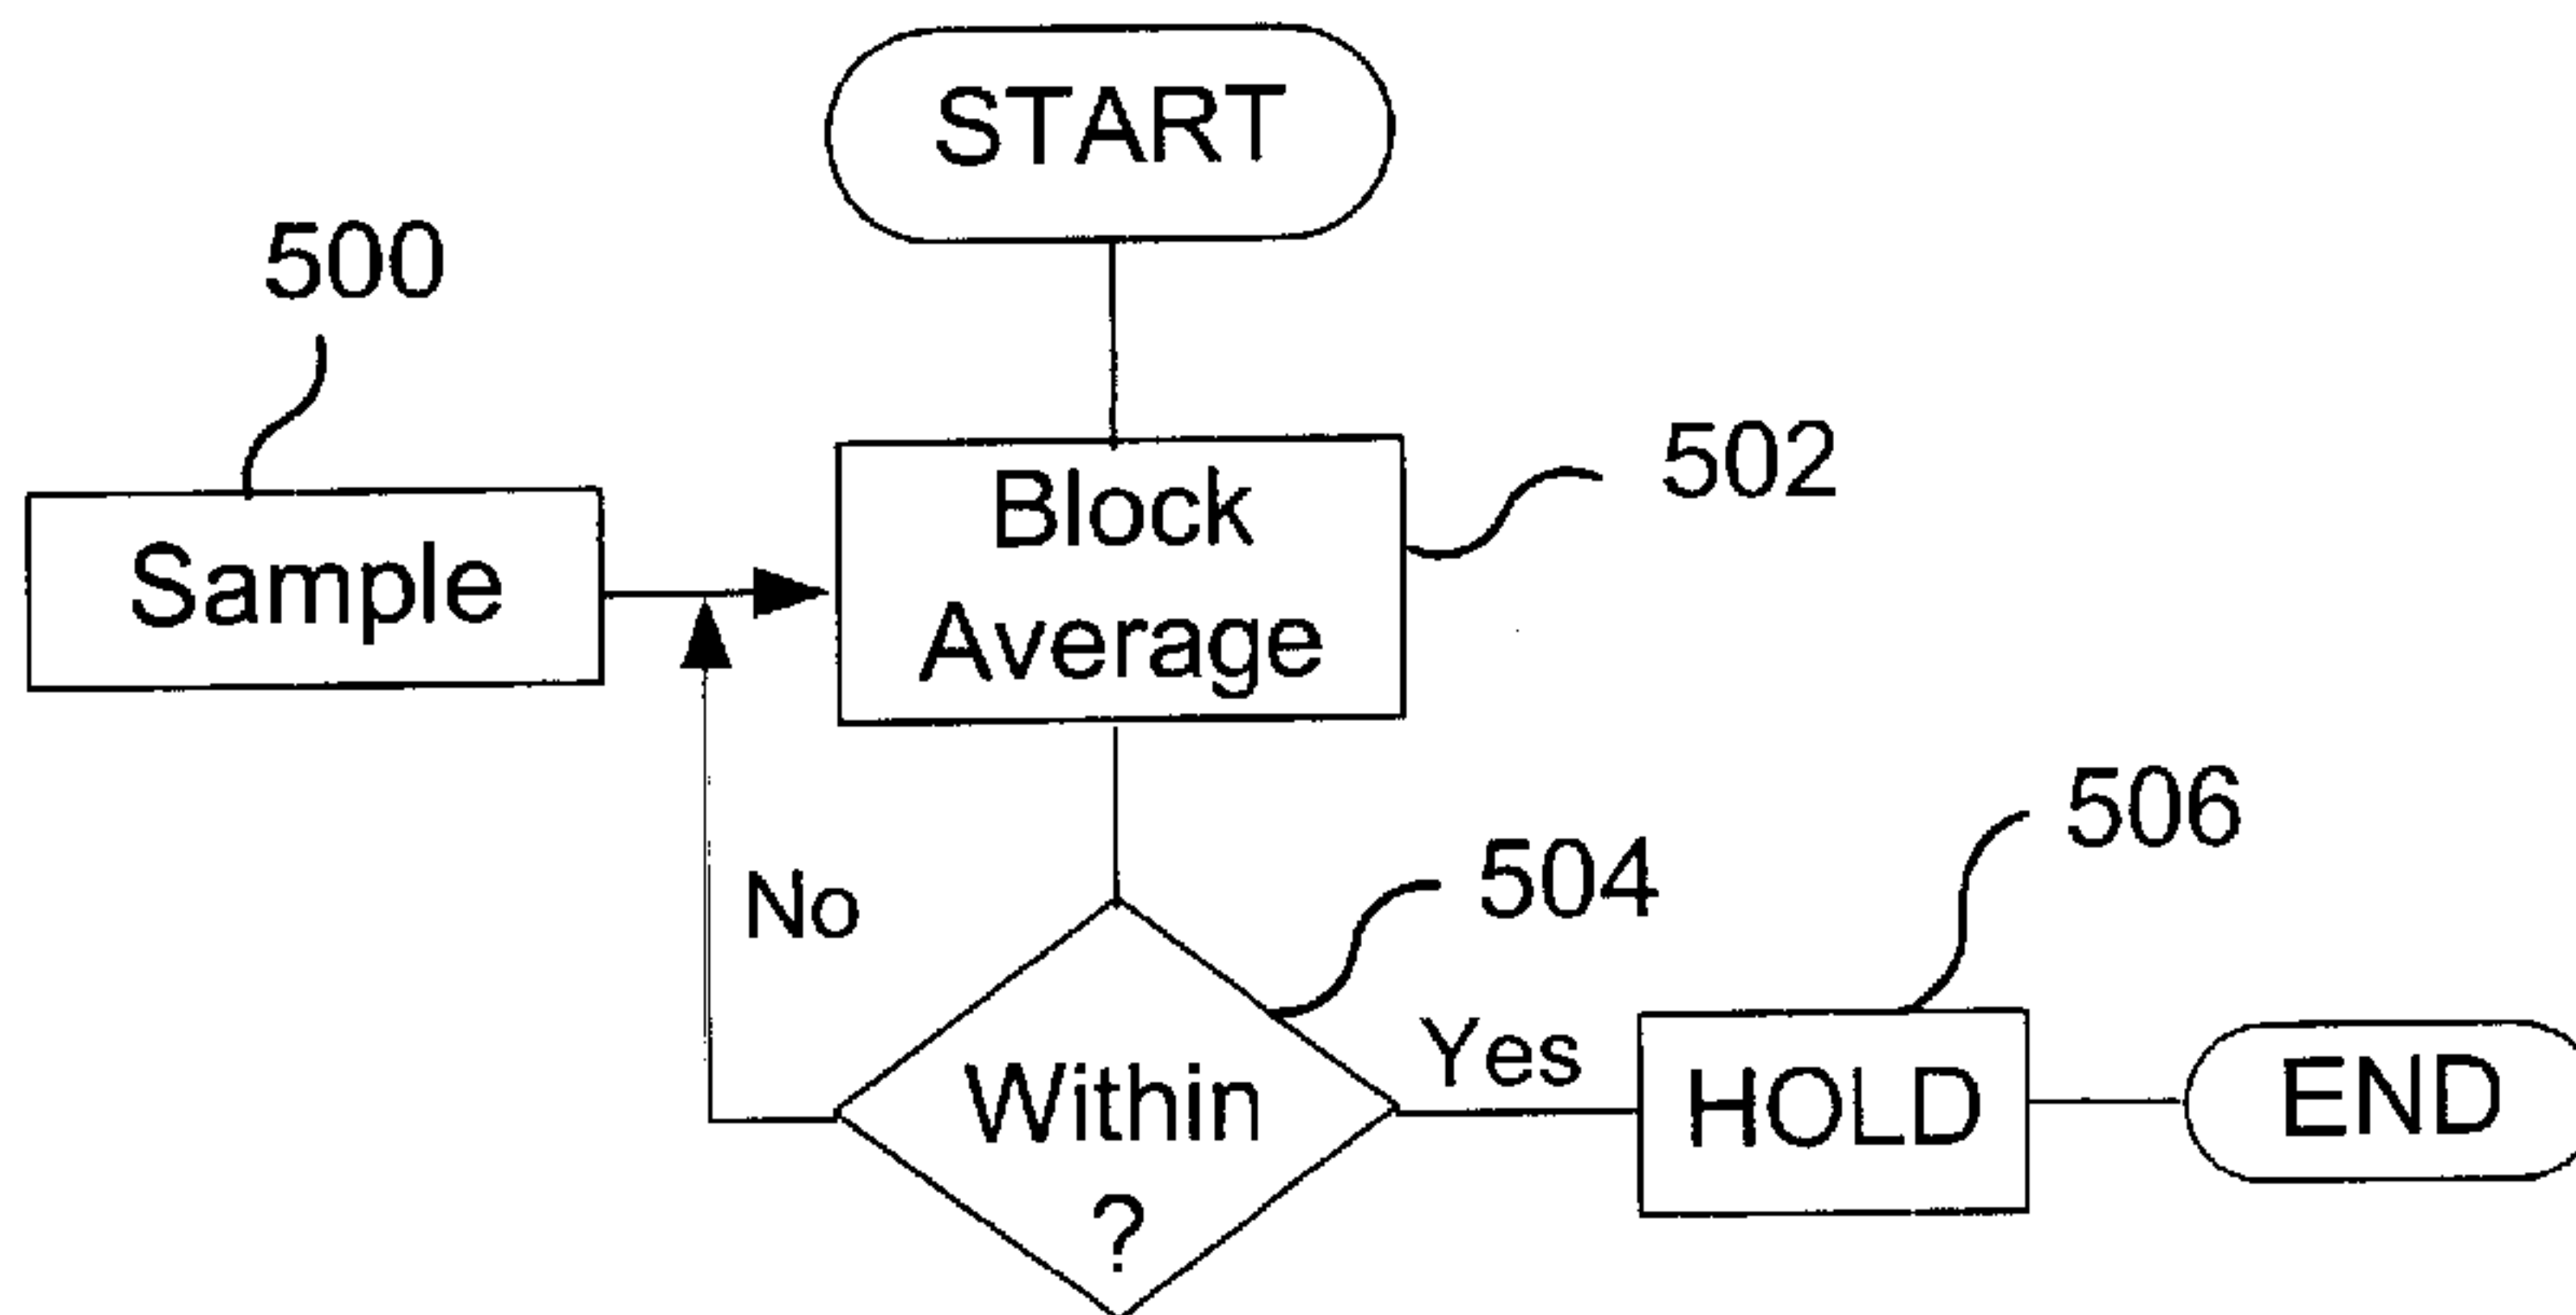 START
500
Sample
Block
Average
502
No
504
Within
?
Yes
506
HOLD
END